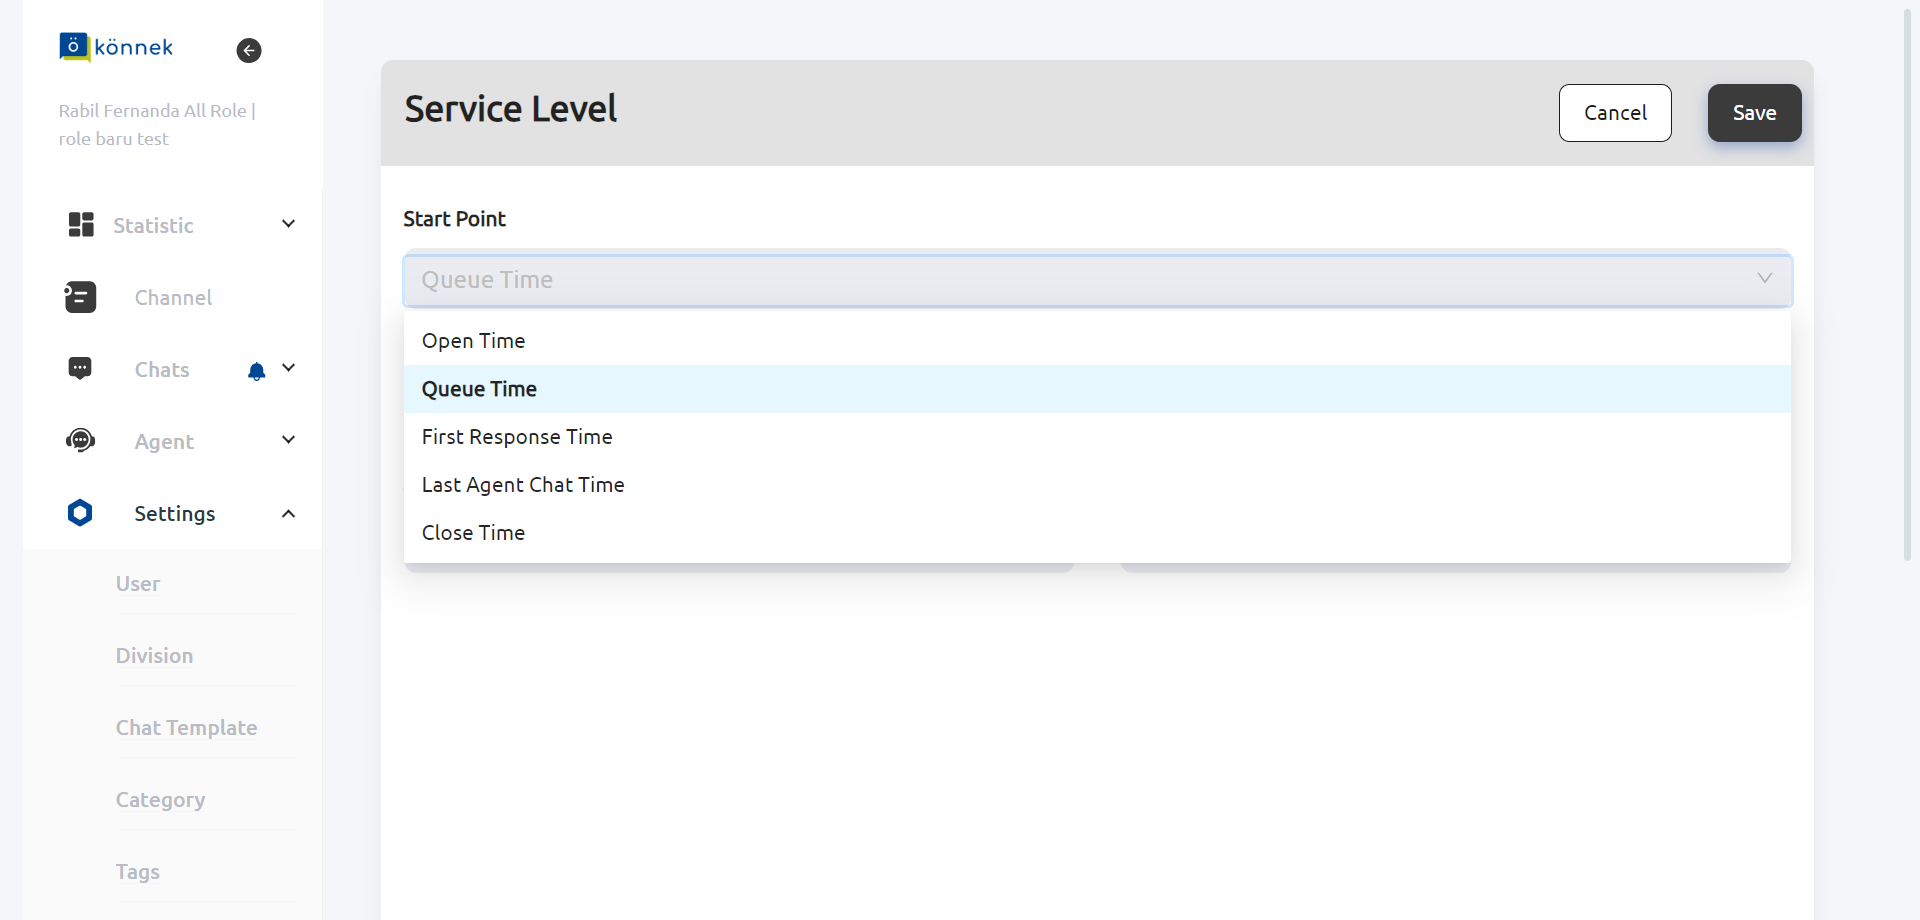 könnek
Rabil Fernanda All Role |
role baru test
Statistic
Channel
Chats
Agent
Settings
User
Division
Chat Template
Category
Tags
Service Level
Cancel
Save
Start Point
Queue Time
Open Time
Queue Time
First Response Time
Last Agent Chat Time
Close Time